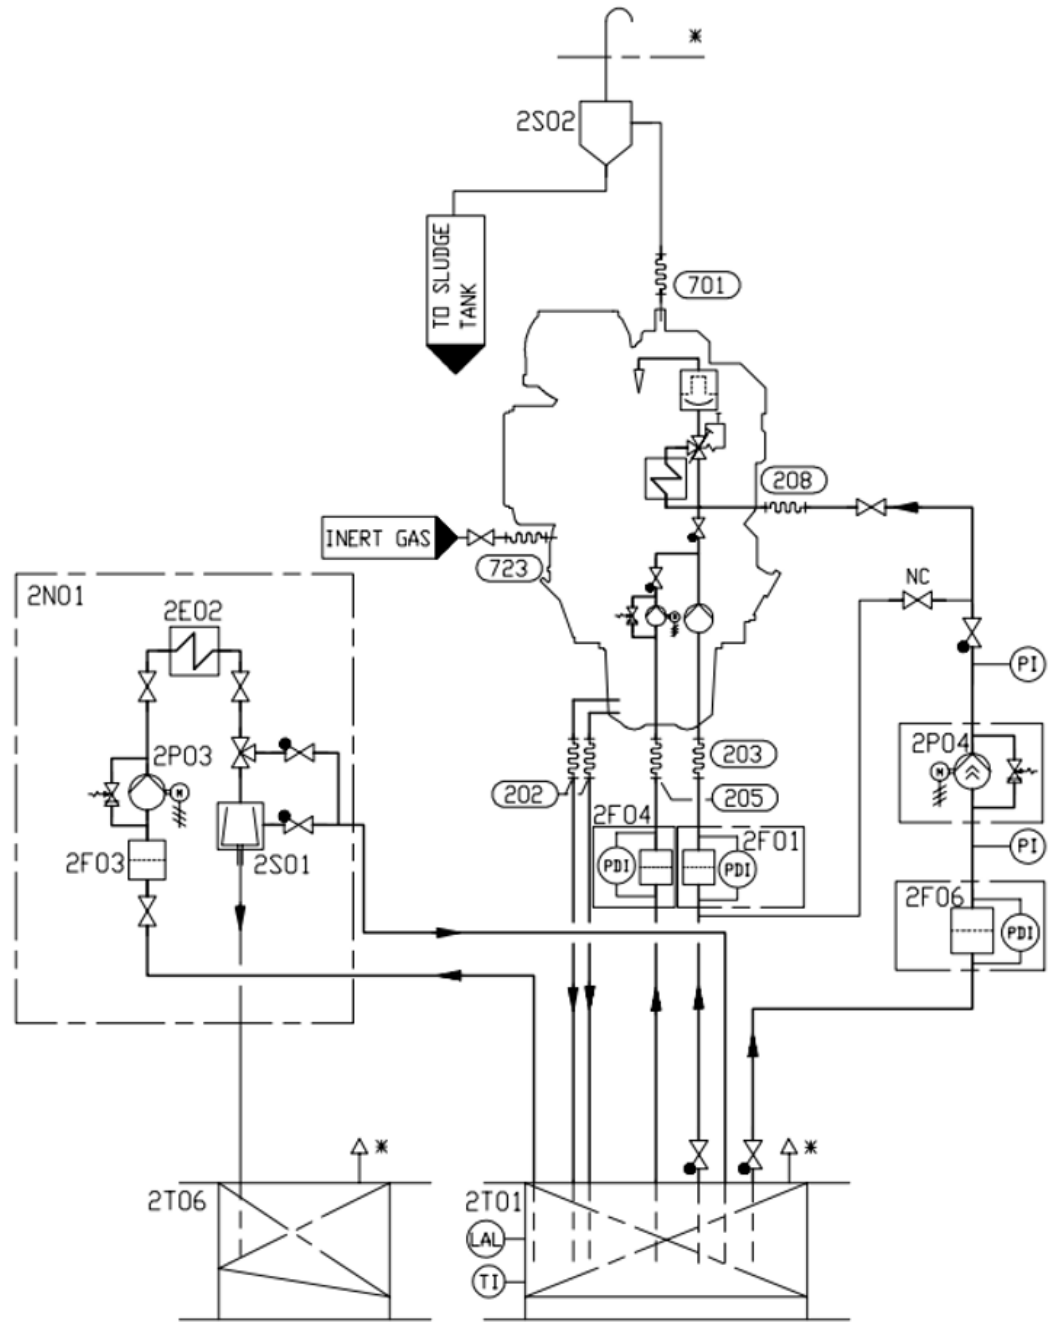 *
2S02
TO SLUDGE
TANK
701
208
INERT GAS
723
NC
2N01
2E02
PI
2P03
M
203
2P04
M
202
205
2F04
2F01
PI
2F03
2S01
PDI
PDI
2F06
PDI
*
*
2T06
2T01
LAL
TI